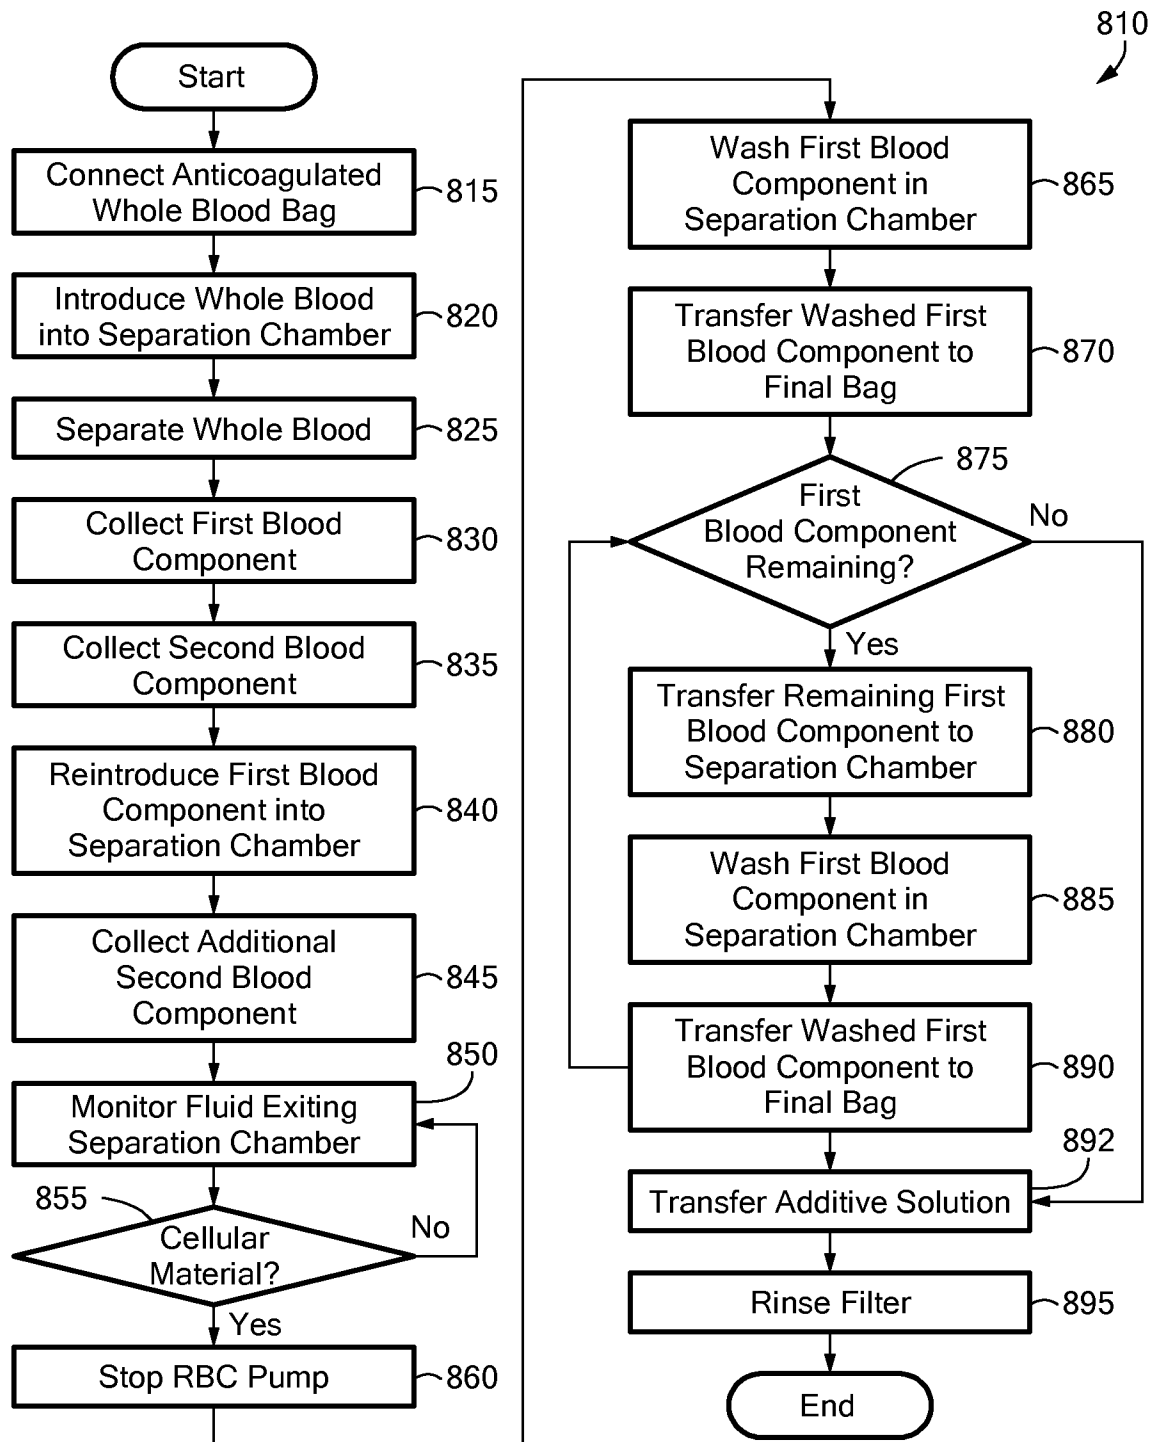 810
Start
Connect Anticoagulated
Whole Blood Bag
815
Introduce Whole Blood
into Separation Chamber
820
Separate Whole Blood
825
Collect First Blood
Component
830
Collect Second Blood
Component
835
Reintroduce First Blood
Component into
Separation Chamber
840
Collect Additional
Second Blood
Component
845
850
Monitor Fluid Exiting
Separation Chamber
855
Cellular
Material?
No
Yes
Stop RBC Pump
860
Wash First Blood
Component in
Separation Chamber
865
Transfer Washed First
Blood Component to
Final Bag
870
875
First
Blood Component
Remaining?
No
Yes
Transfer Remaining First
Blood Component to
Separation Chamber
880
Wash First Blood
Component in
Separation Chamber
885
Transfer Washed First
Blood Component to
Final Bag
890
892
Transfer Additive Solution
Rinse Filter
895
End